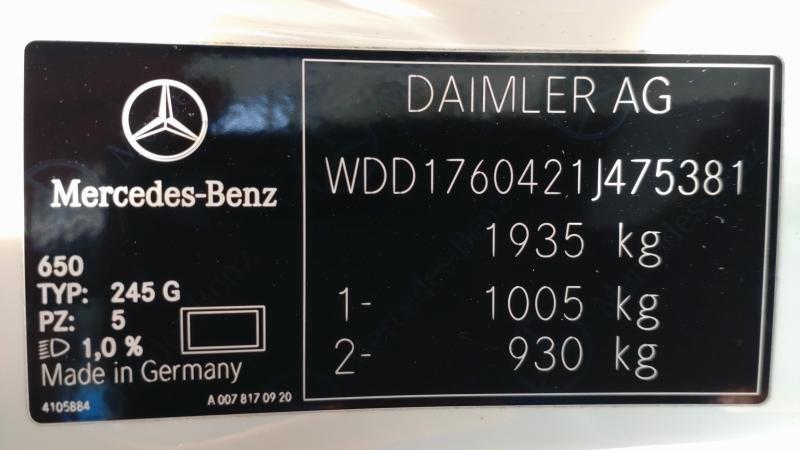 Mercedes-Benz
650
TYP: 245 G
PZ: 5
1,0 %
Made in Germany
4105884 A 007 817 09 20
DAIMLER AG
WDD1760421J475381
1935 kg
1- 1005 kg
2- 930 kg